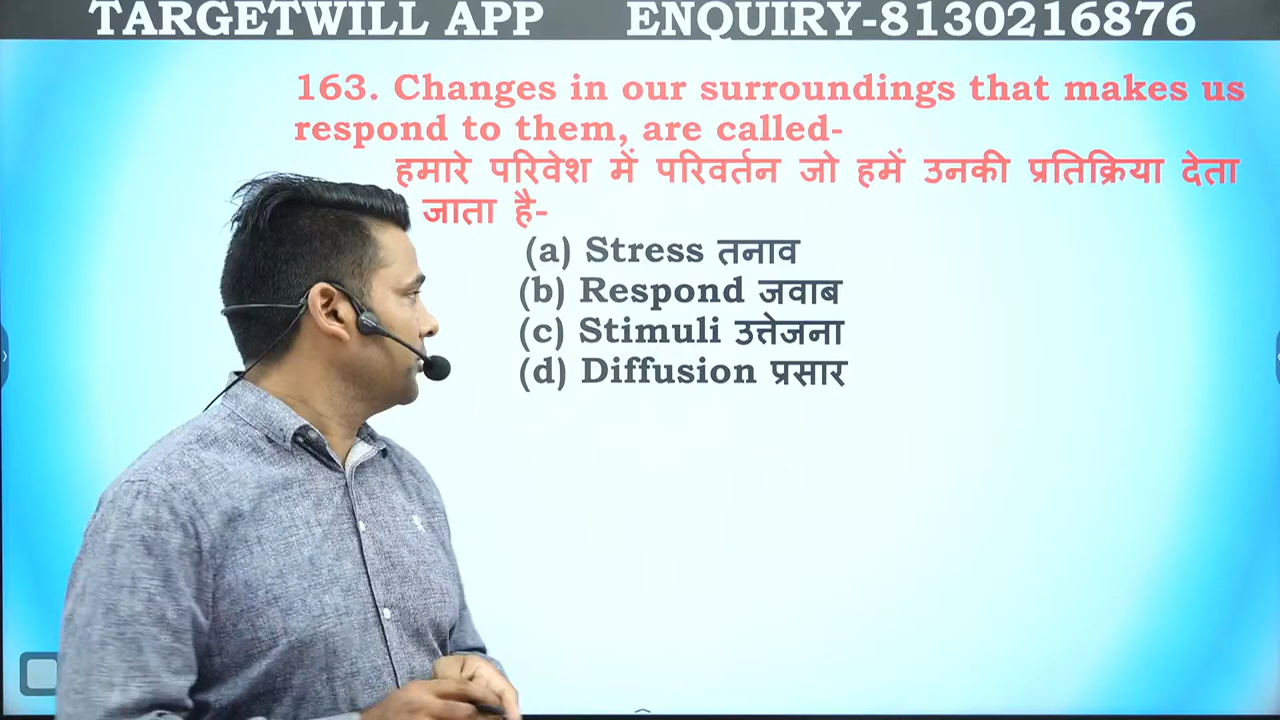 TARGETWILL APP ENQUIRY-8130216876
163. Changes in our surroundings that makes us
respond to them, are called-
हमारे परिवेश में परिवर्तन जो हमें उनकी प्रतिक्रिया देता
जाता है-
(a) Stress तनाव
(b) Respond जवाब
(c) Stimuli उत्तेजना
(d) Diffusion प्रसार